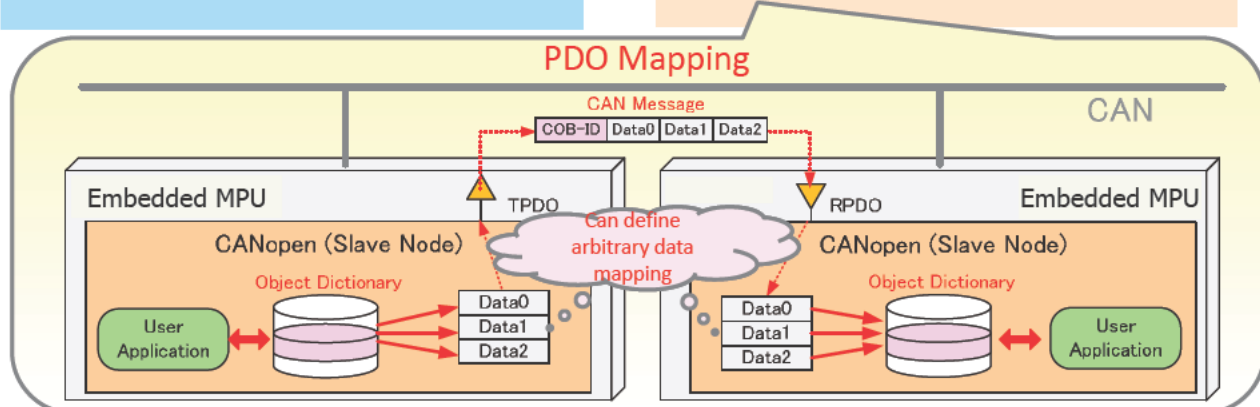 PDO Mapping
CAN Message
CAN
COB-ID Data0 Data1 Data2
Embedded MPU
TPDO
RPDO
Embedded MPU
Can define
arbitrary data
mapping
CANopen (Slave Node)
CANopen (Slave Node)
Object Dictionary
Object Dictionary
User
Application
Data0
Data1
Data2
Data0
Data1
Data2
User
Application